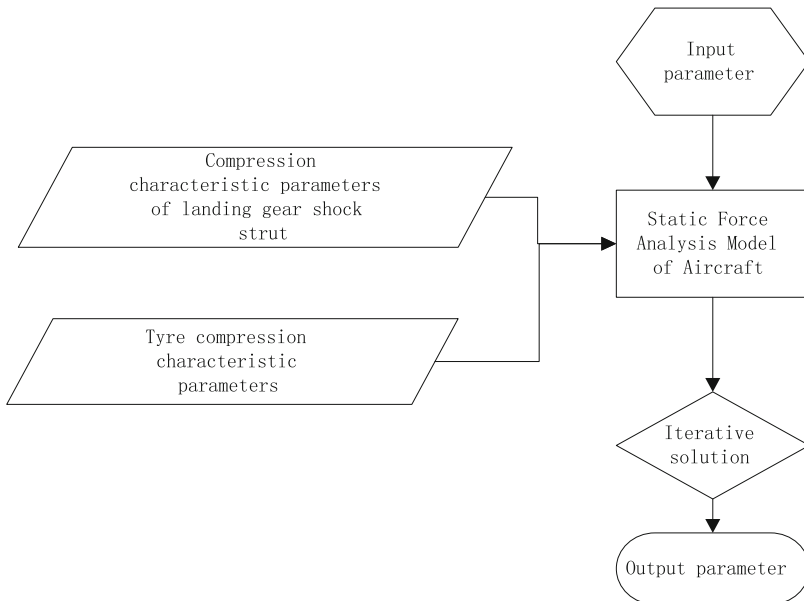 Input
parameter
Compression
characteristic parameters
of landing gear shock
strut
Static Force
Analysis Model
of Aircraft
Tyre compression
characteristic
parameters
Iterative
solution
Output parameter